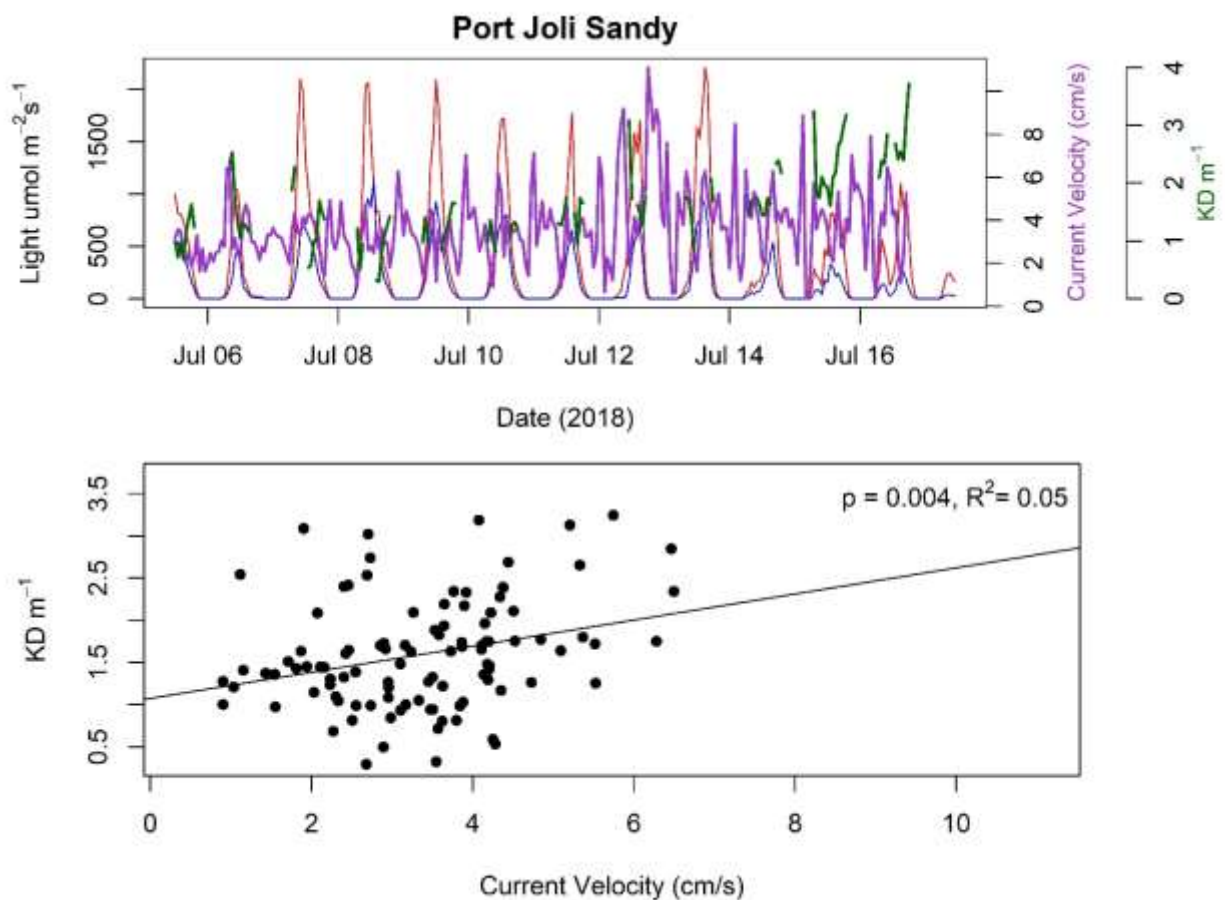 Port Joli Sandy
Light umol m⁻²s⁻¹
0 500 1500
0 2 4 6 8
Current Velocity (cm/s)
0 1 2 3 4
KD m⁻¹
Jul 06 Jul 08 Jul 10 Jul 12 Jul 14 Jul 16
Date (2018)
p = 0.004, R²= 0.05
KD m⁻¹
0.5 1.5 2.5 3.5
0 2 4 6 8 10
Current Velocity (cm/s)